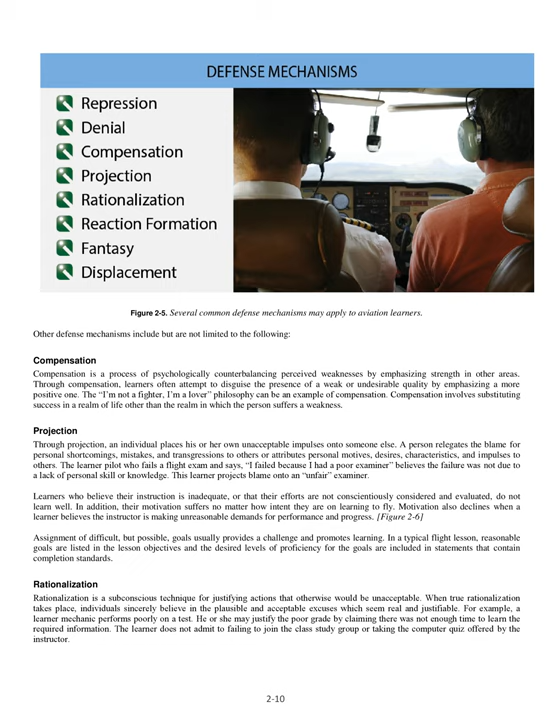 DEFENSE MECHANISMS
Repression
Denial
Compensation
Projection
Rationalization
Reaction Formation
Fantasy
Displacement
Figure 2-5. Several common defense mechanisms may apply to aviation learners.
Other defense mechanisms include but are not limited to the following:
Compensation
Compensation is a process of psychologically counterbalancing perceived weaknesses by emphasizing strength in other areas.
Through compensation, learners often attempt to disguise the presence of a weak or undesirable quality by emphasizing a more
positive one. The “I’m not a fighter, I’m a lover” philosophy can be an example of compensation. Compensation involves substituting
success in a realm of life other than the realm in which the person suffers a weakness.
Projection
Through projection, an individual places his or her own unacceptable impulses onto someone else. A person relegates the blame for
personal shortcomings, mistakes, and transgressions to others or attributes personal motives, desires, characteristics, and impulses to
others. The learner pilot who fails a flight exam and says, “I failed because I had a poor examiner” believes the failure was not due to
a lack of personal skill or knowledge. This learner projects blame onto an “unfair” examiner.
Learners who believe their instruction is inadequate, or that their efforts are not conscientiously considered and evaluated, do not
learn well. In addition, their motivation suffers no matter how intent they are on learning to fly. Motivation also declines when a
learner believes the instructor is making unreasonable demands for performance and progress. [Figure 2-6]
Assignment of difficult, but possible, goals usually provides a challenge and promotes learning. In a typical flight lesson, reasonable
goals are listed in the lesson objectives and the desired levels of proficiency for the goals are included in statements that contain
completion standards.
Rationalization
Rationalization is a subconscious technique for justifying actions that otherwise would be unacceptable. When true rationalization
takes place, individuals sincerely believe in the plausible and acceptable excuses which seem real and justifiable. For example, a
learner mechanic performs poorly on a test. He or she may justify the poor grade by claiming there was not enough time to learn the
required information. The learner does not admit to failing to join the class study group or taking the computer quiz offered by the
instructor.
2-10